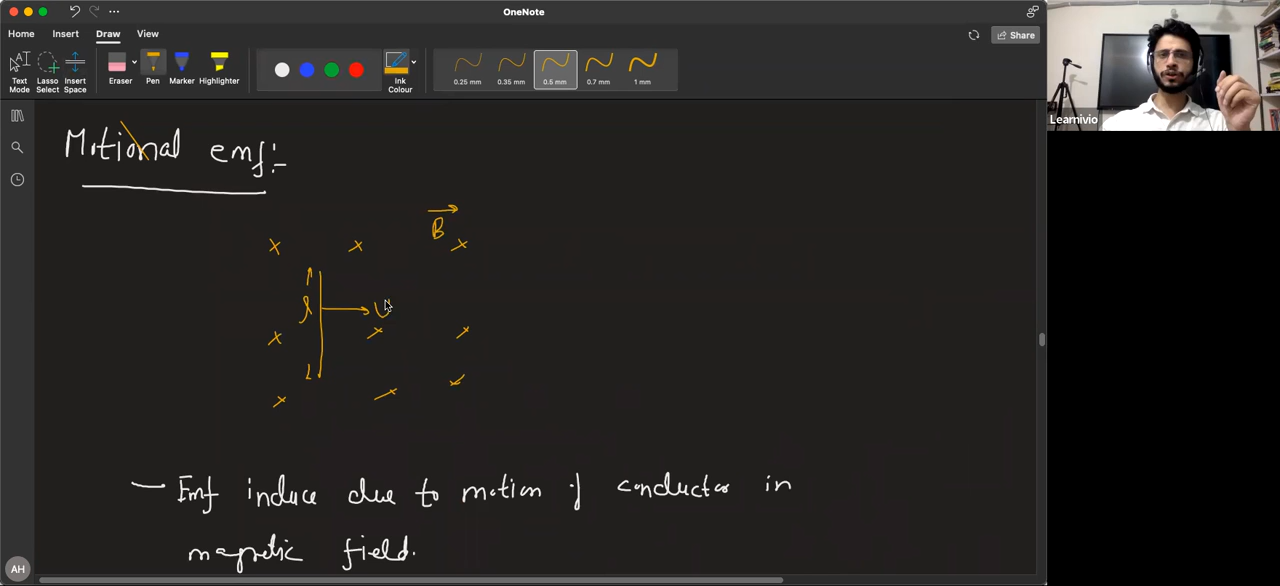 OneNote
Home Insert Draw View
Share
Text Mode
Lasso Select
Insert Space
Eraser
Pen
Marker
Highlighter
Ink Colour
0.25 mm
0.35 mm
0.5 mm
0.7 mm
1 mm
Learnivio
Motional emf:-
B
x x x
l
v
x x x
x x x
— Emf induce due to motion of conductor in
magnetic field.
AH